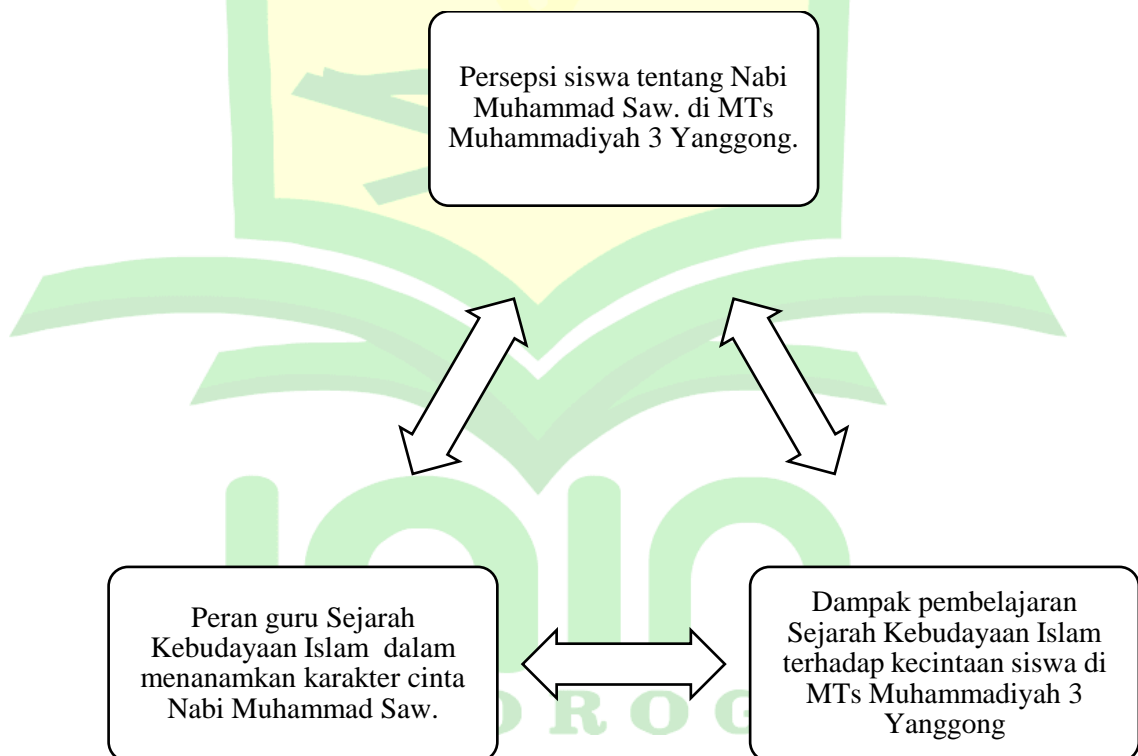 Persepsi siswa tentang Nabi
Muhammad Saw. di MTs
Muhammadiyah 3 Yanggong.
Peran guru Sejarah
Kebudayaan Islam  dalam
menanamkan karakter cinta
Nabi Muhammad Saw.
Dampak pembelajaran
Sejarah Kebudayaan Islam
terhadap kecintaan siswa di
MTs Muhammadiyah 3
Yanggong